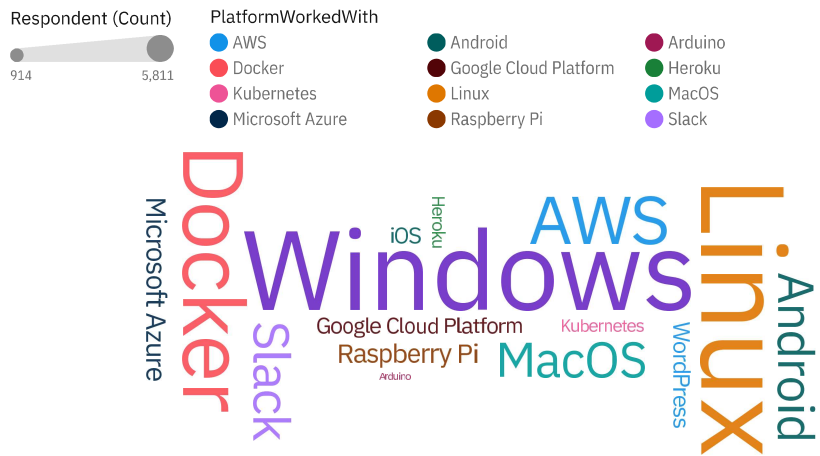 Respondent (Count)
914 5,811
PlatformWorkedWith
AWS Android Arduino
Docker Google Cloud Platform Heroku
Kubernetes Linux MacOS
Microsoft Azure Raspberry Pi Slack
Microsoft Azure
Docker
Windows
iOS
Heroku
AWS
Linux
Android
Slack
Google Cloud Platform
Kubernetes
Raspberry Pi
MacOS
Arduino
WordPress